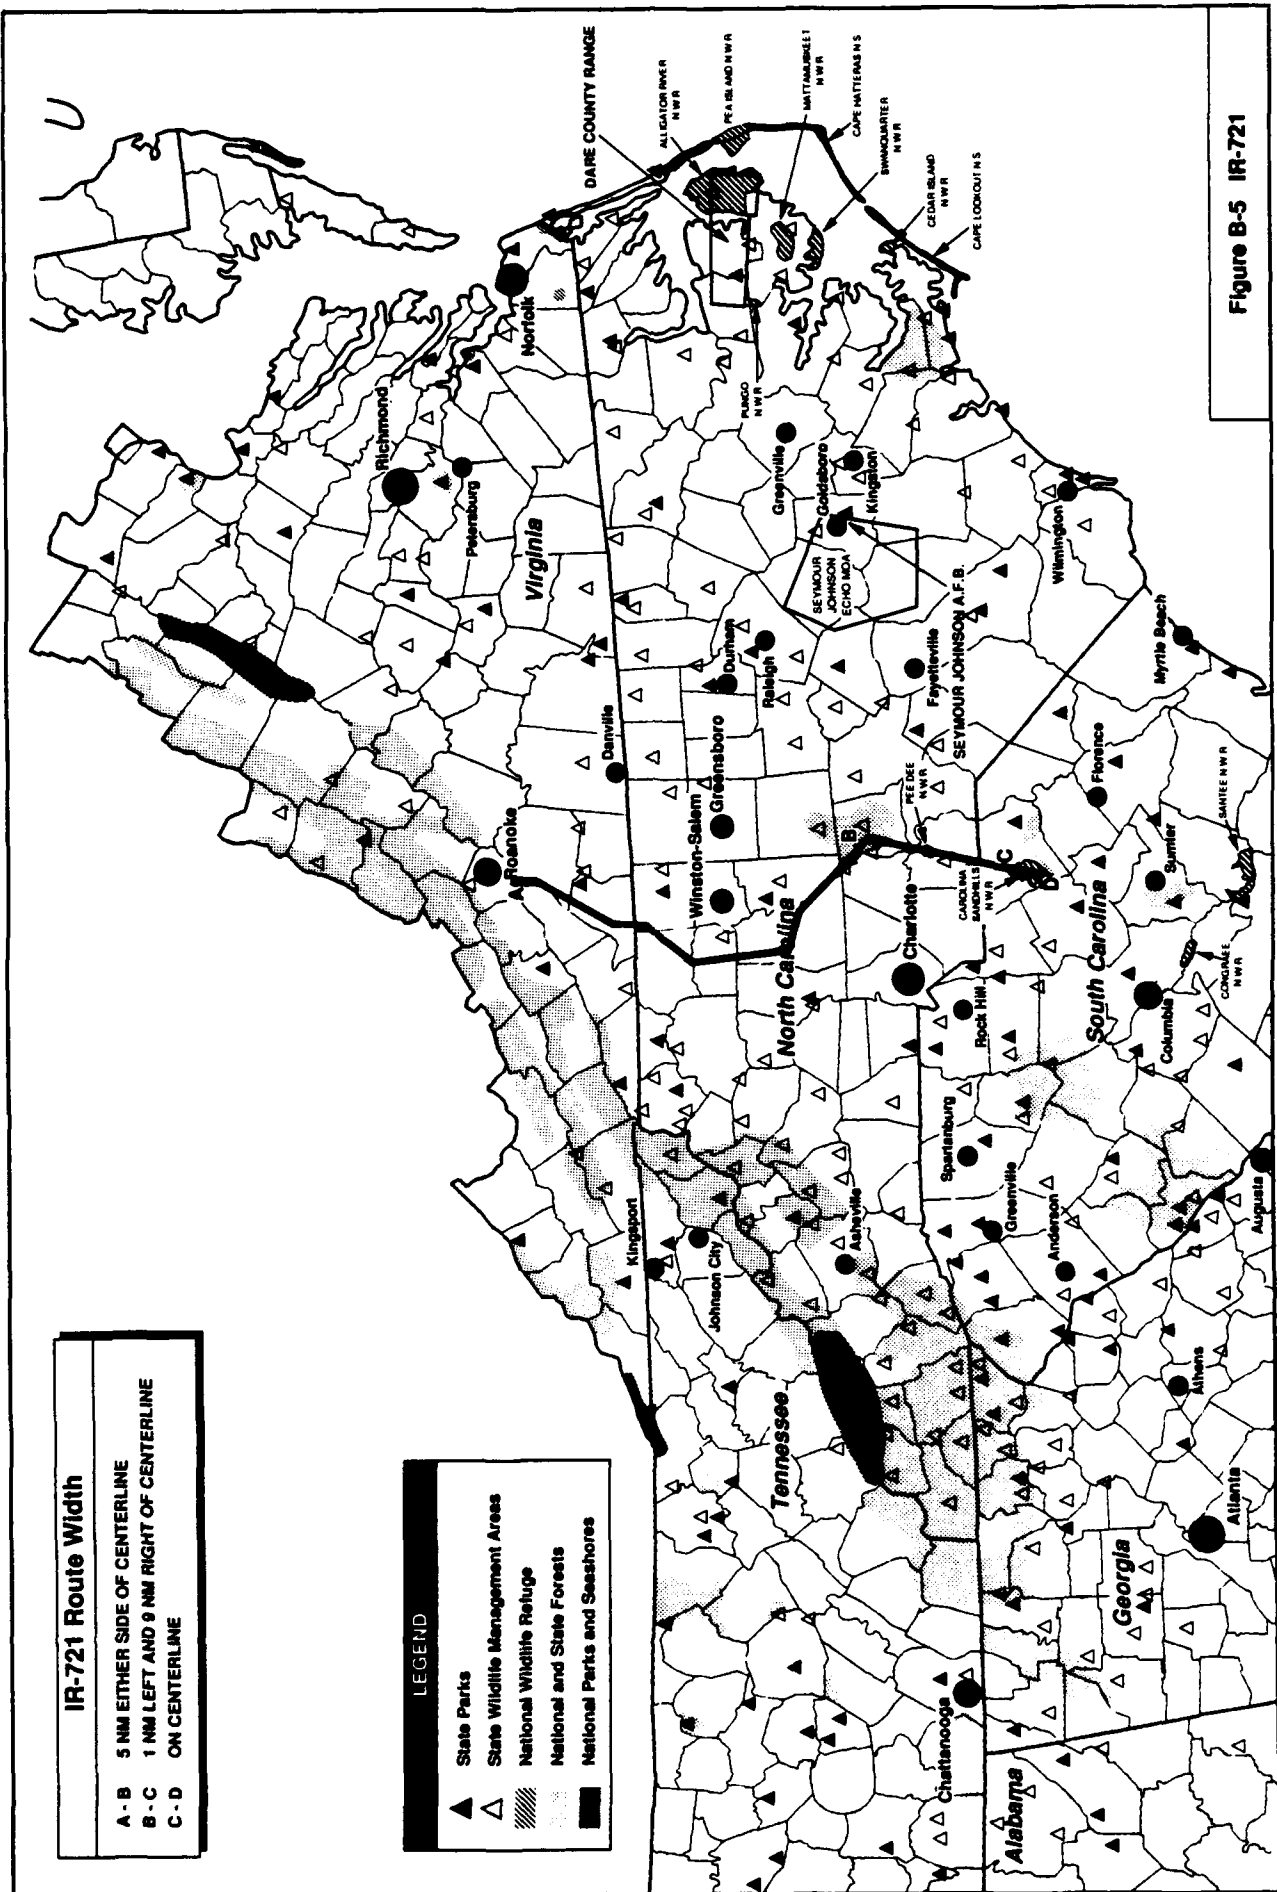 IR-721 Route Width
A - B 5 NM EITHER SIDE OF CENTERLINE
B - C 1 NM LEFT AND 9 NM RIGHT OF CENTERLINE
C - D ON CENTERLINE
LEGEND
State Parks
State Wildlife Management Areas
National Wildlife Refuge
National and State Forests
National Parks and Seashores
DARE COUNTY RANGE
ALLIGATOR RIVER
N W R
PEA ISLAND N W R
MATTAMUSKEET
N W R
CAPE HATTERAS N S
SWANQUARTER
N W R
CEDAR ISLAND
N W R
CAPE LOOKOUT N S
PUNGO
N W R
Norfolk
Richmond
Petersburg
Virginia
Roanoke
A
Danville
Greenville
Goldsboro
Kingston
SEYMOUR
JOHNSON
ECHO MOA
SEYMOUR JOHNSON A.F.B.
Durham
Raleigh
Fayetteville
Wilmington
Myrtle Beach
Greensboro
Winston-Salem
North Carolina
B
PEE DEE
N W R
C
CAROLINA
SANDHILLS
N W R
D
Charlotte
Florence
Sumter
SANTEE N W R
South Carolina
CONGAREE
N W R
Columbia
Rock Hill
Spartanburg
Greenville
Anderson
Augusta
Kingsport
Johnson City
Asheville
Tennessee
Athens
Atlanta
Georgia
Chattanooga
Alabama
Figure B-5 IR-721